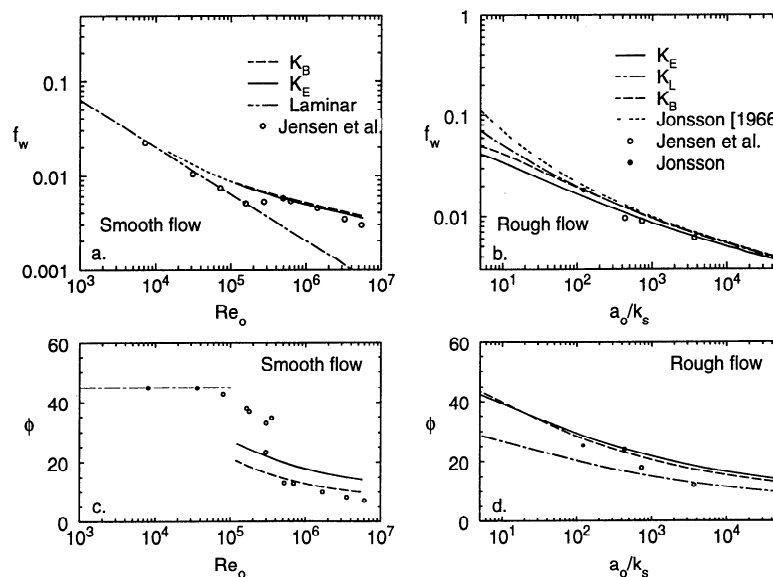 f_w
0.1
0.01
0.001
K_B
K_E
Laminar
Jensen et al.
Smooth flow
a.
10^3
10^4
10^5
10^6
10^7
Re_o
f_w
1
0.1
0.01
K_E
K_L
K_B
Jonsson [1966
Jensen et al.
Jonsson
Rough flow
b.
10^1
10^2
10^3
10^4
a_o/k_s
ϕ
60
40
20
0
Smooth flow
c.
10^3
10^4
10^5
10^6
10^7
Re_o
ϕ
60
40
20
0
Rough flow
d.
10^1
10^2
10^3
10^4
a_o/k_s